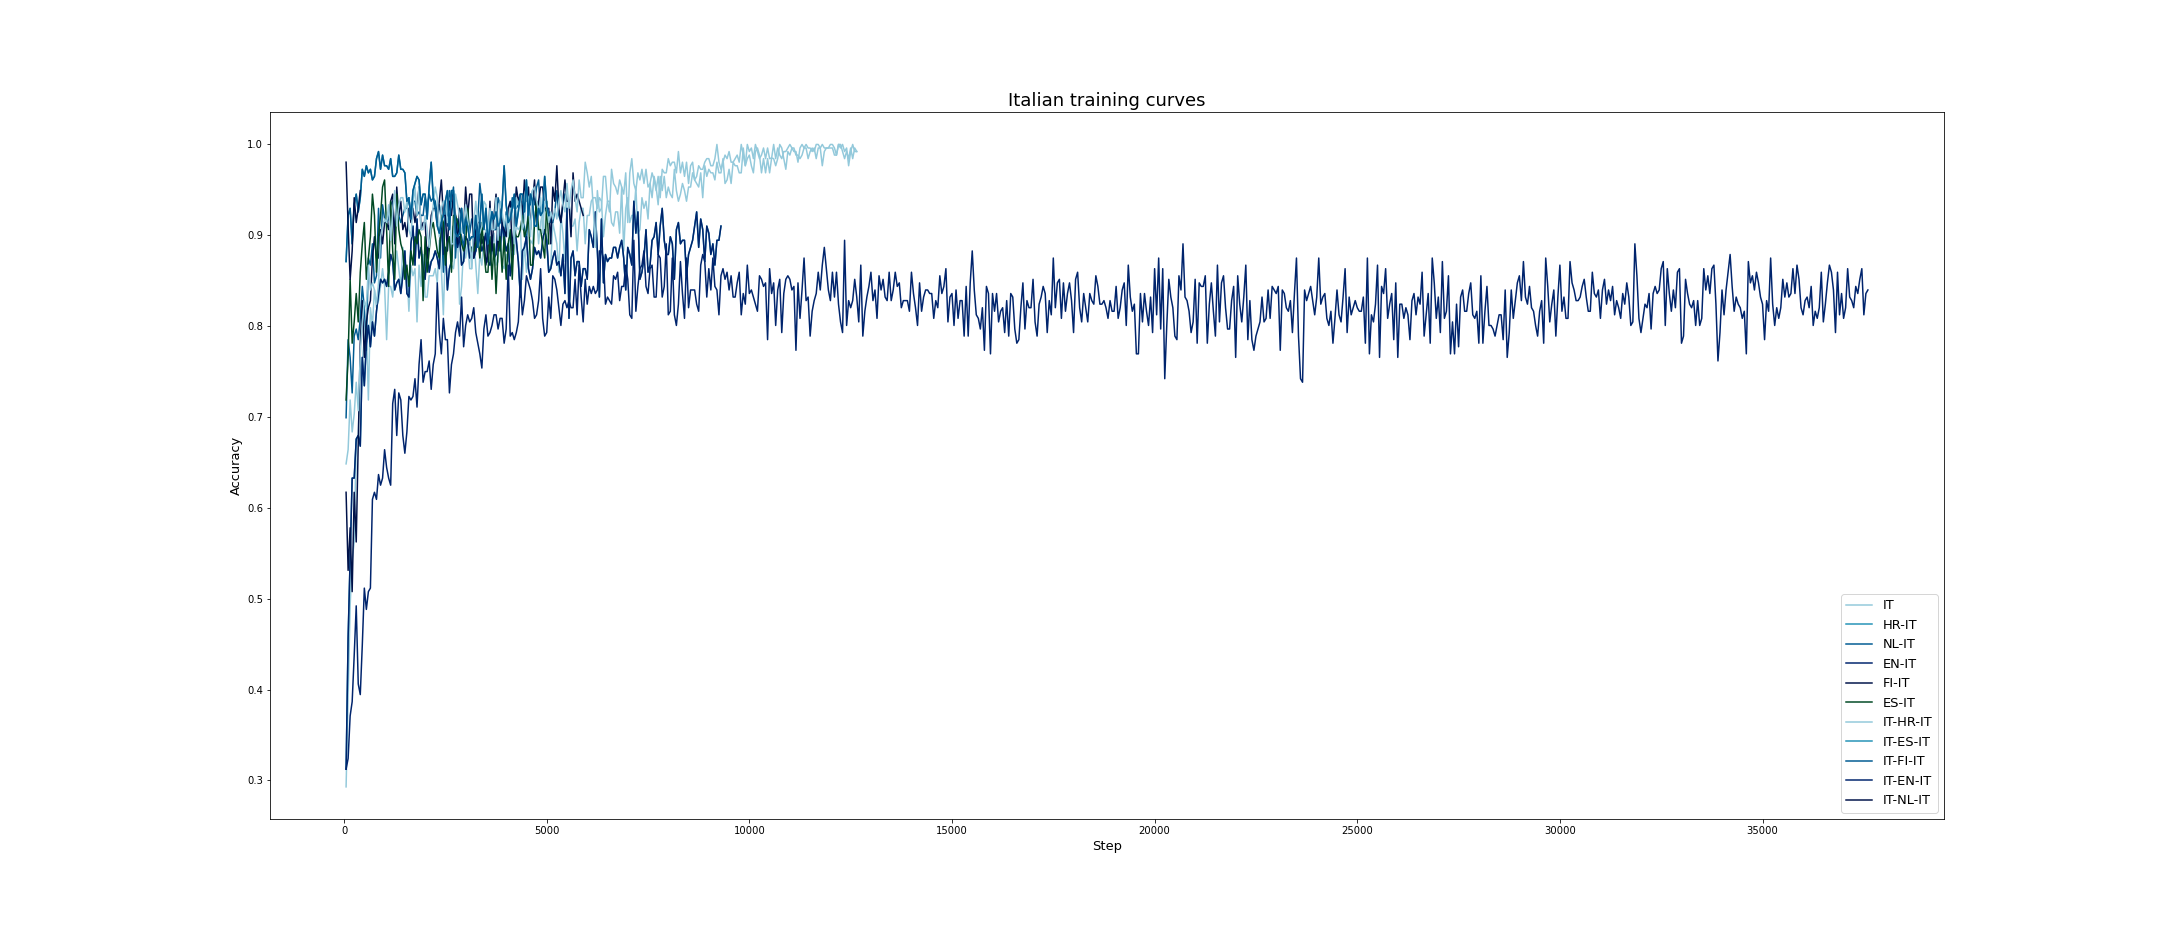 Italian training curves
1.0
0.9
0.8
0.7
0.6
0.5
0.4
0.3
Accuracy
0 5000 10000 15000 20000 25000 30000 35000
Step
IT
HR-IT
NL-IT
EN-IT
FI-IT
ES-IT
IT-HR-IT
IT-ES-IT
IT-FI-IT
IT-EN-IT
IT-NL-IT